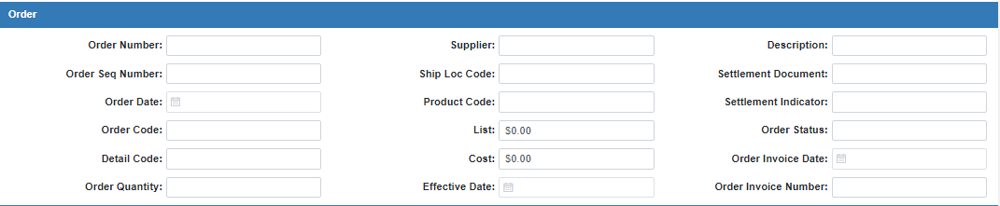 Order
Order Number: Supplier: Description:
Order Seq Number: Ship Loc Code: Settlement Document:
Order Date: Product Code: Settlement Indicator:
Order Code: List: $0.00 Order Status:
Detail Code: Cost: $0.00 Order Invoice Date:
Order Quantity: Effective Date: Order Invoice Number: